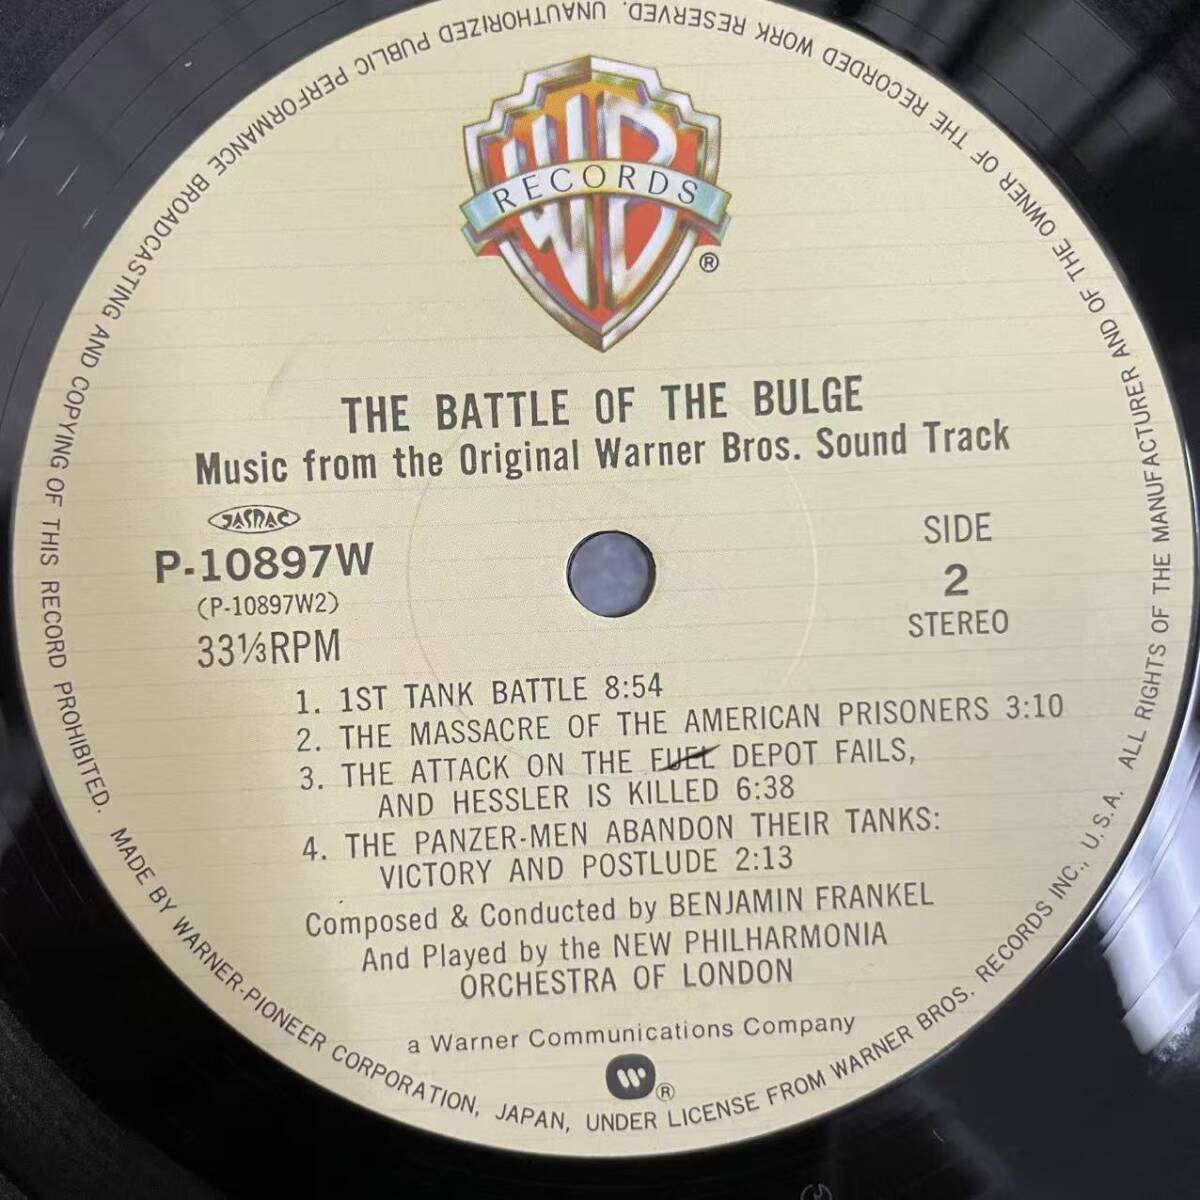 WB
RECORDS
®
THE BATTLE OF THE BULGE
Music from the Original Warner Bros. Sound Track
JASRAC
P-10897W
(P-10897W2)
33⅓RPM
SIDE
2
STEREO
1. 1ST TANK BATTLE 8:54
2. THE MASSACRE OF THE AMERICAN PRISONERS 3:10
3. THE ATTACK ON THE FUEL DEPOT FAILS,
AND HESSLER IS KILLED 6:38
4. THE PANZER-MEN ABANDON THEIR TANKS:
VICTORY AND POSTLUDE 2:13
Composed & Conducted by BENJAMIN FRANKEL
And Played by the NEW PHILHARMONIA
ORCHESTRA OF LONDON
a Warner Communications Company
®
MADE BY WARNER-PIONEER CORPORATION, JAPAN, UNDER LICENSE FROM WARNER BROS. RECORDS INC., U.S.A. ALL RIGHTS OF THE MANUFACTURER AND OF THE OWNER OF THE RECORDED WORK RESERVED. UNAUTHORIZED PUBLIC PERFORMANCE BROADCASTING AND COPYING OF THIS RECORD PROHIBITED.